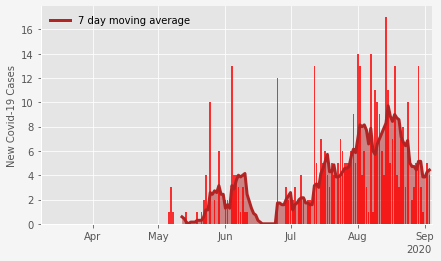 7 day moving average
New Covid-19 Cases
16
14
12
10
8
6
4
2
0
Apr
May
Jun
Jul
Aug
Sep
2020